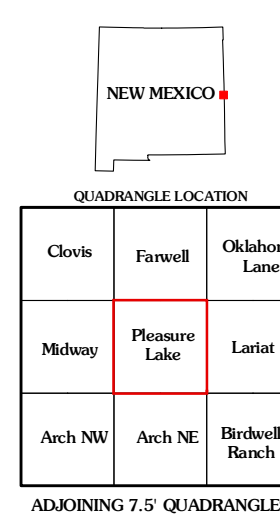 NEW MEXICO
QUADRANGLE LOCATION
Clovis
Farwell
Oklahom
Lane
Midway
Pleasure
Lake
Lariat
Arch NW
Arch NE
Birdwell
Ranch
ADJOINING 7.5' QUADRANGLE